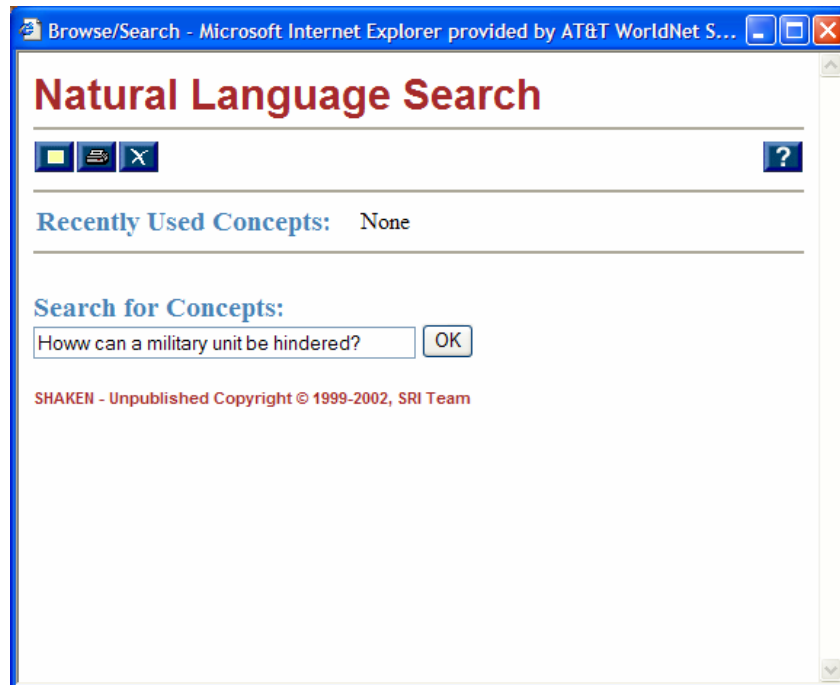 Browse/Search - Microsoft Internet Explorer provided by AT&T WorldNet S...
Natural Language Search
?
Recently Used Concepts: None
Search for Concepts:
Howw can a military unit be hindered? OK
SHAKEN - Unpublished Copyright © 1999-2002, SRI Team